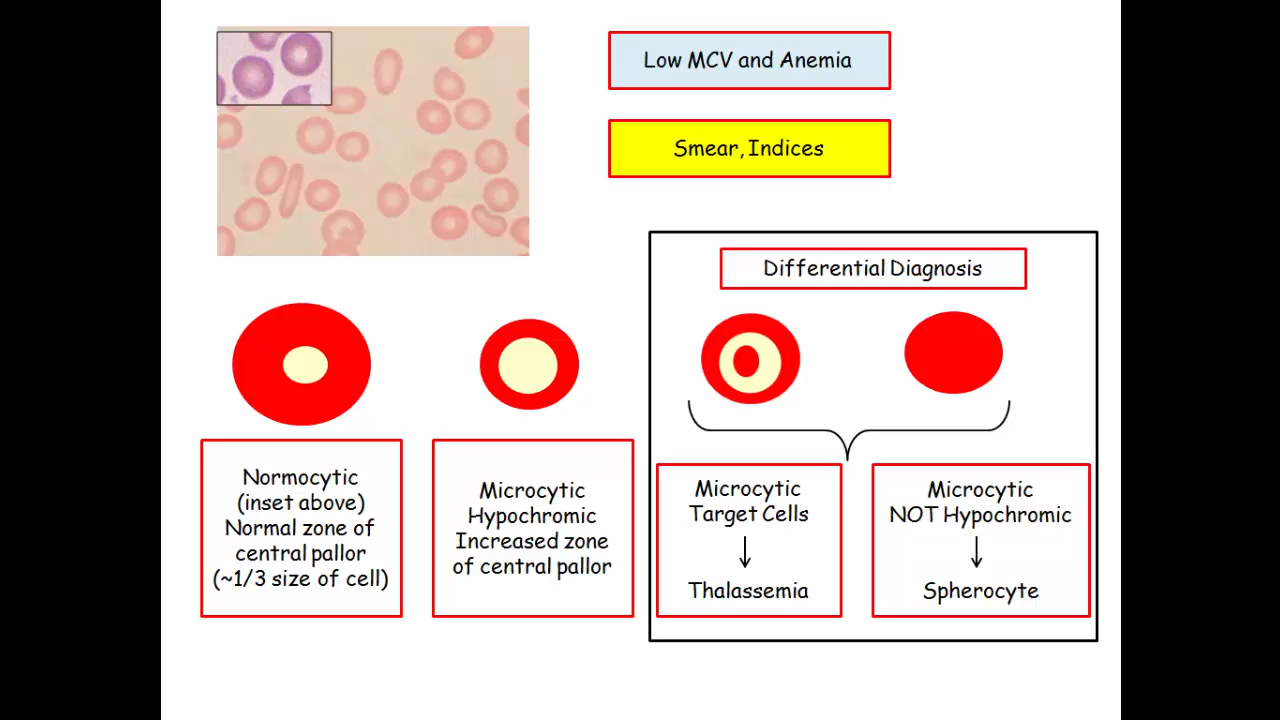 Low MCV and Anemia
Smear, Indices
Differential Diagnosis
Normocytic
(inset above)
Normal zone of
central pallor
(~1/3 size of cell)
Microcytic
Hypochromic
Increased zone
of central pallor
Microcytic
Target Cells
Thalassemia
Microcytic
NOT Hypochromic
Spherocyte